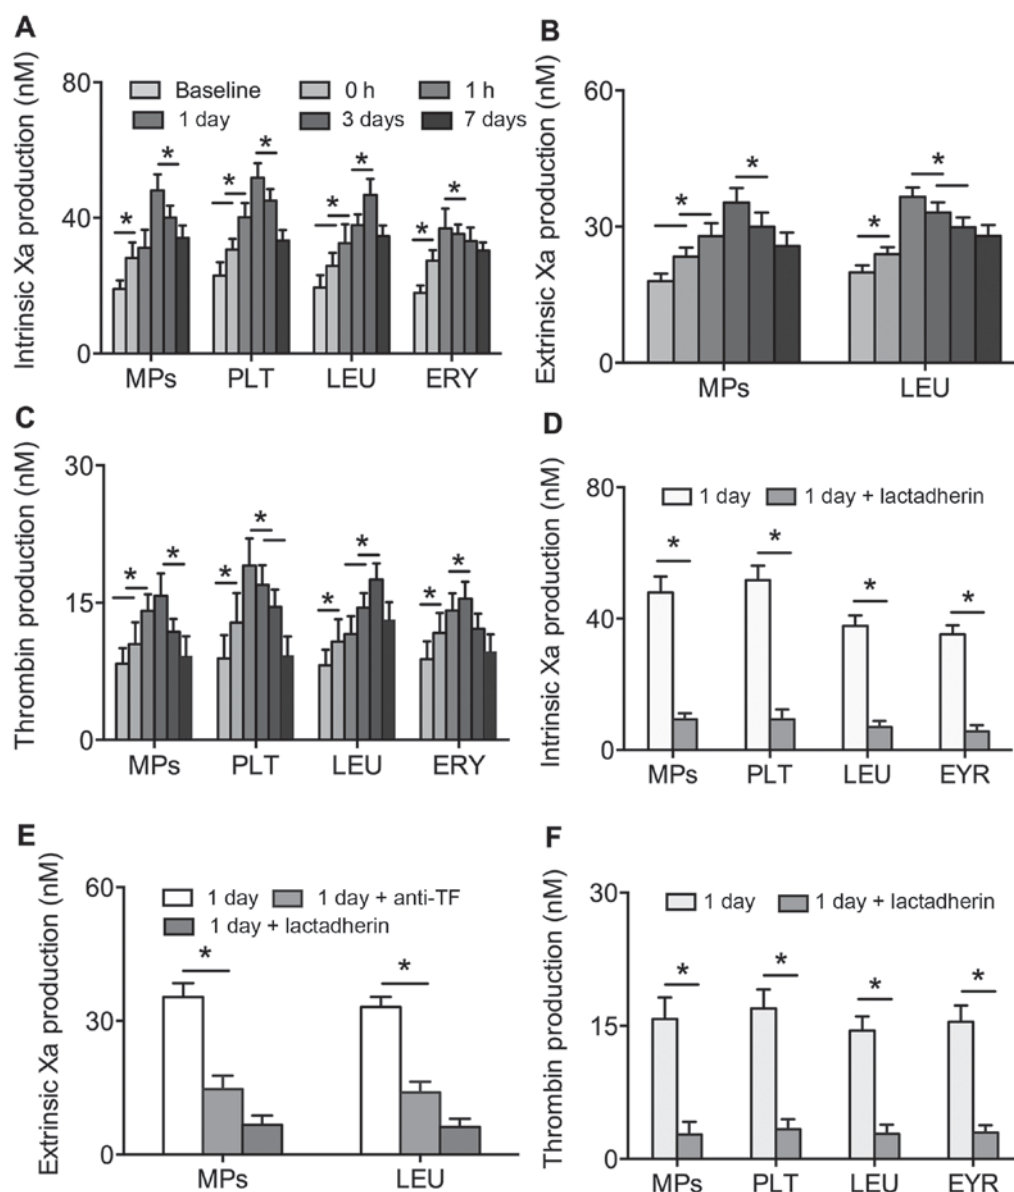 A
Intrinsic Xa production (nM)
80
40
0
Baseline 0 h 1 h
1 day 3 days 7 days
* * * * * * * *
MPs PLT LEU ERY
B
Extrinsic Xa production (nM)
60
30
0
* * * *
MPs LEU
C
Thrombin production (nM)
30
15
0
* * * * * * * *
MPs PLT LEU ERY
D
Intrinsic Xa production (nM)
80
40
0
1 day 1 day + lactadherin
* * * *
MPs PLT LEU EYR
E
Extrinsic Xa production (nM)
60
30
0
1 day 1 day + anti-TF
1 day + lactadherin
* *
MPs LEU
F
Thrombin production (nM)
30
15
0
1 day 1 day + lactadherin
* * * *
MPs PLT LEU EYR